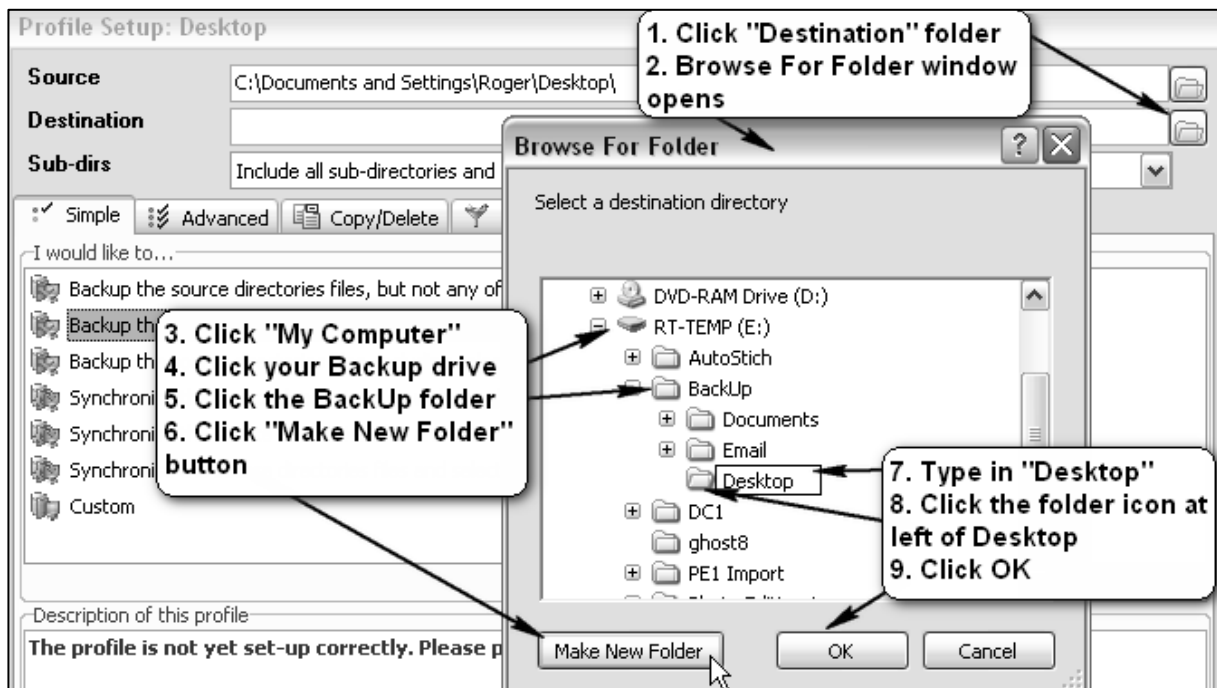 Profile Setup: Desktop
1. Click "Destination" folder
2. Browse For Folder window
opens
Source
C:\Documents and Settings\Roger\Desktop\
Destination
Sub-dirs
Include all sub-directories and
Simple
Advanced
Copy/Delete
I would like to...
Backup the source directories files, but not any of
Backup th
Backup th
Synchroni
Synchroni
Synchroni
Custom
3. Click "My Computer"
4. Click your Backup drive
5. Click the BackUp folder
6. Click "Make New Folder"
button
Description of this profile
The profile is not yet set-up correctly. Please p
Browse For Folder
?
Select a destination directory
DVD-RAM Drive (D:)
RT-TEMP (E:)
AutoStich
BackUp
Documents
Email
Desktop
DC1
ghost8
PE1 Import
7. Type in "Desktop"
8. Click the folder icon at
left of Desktop
9. Click OK
Make New Folder
OK
Cancel